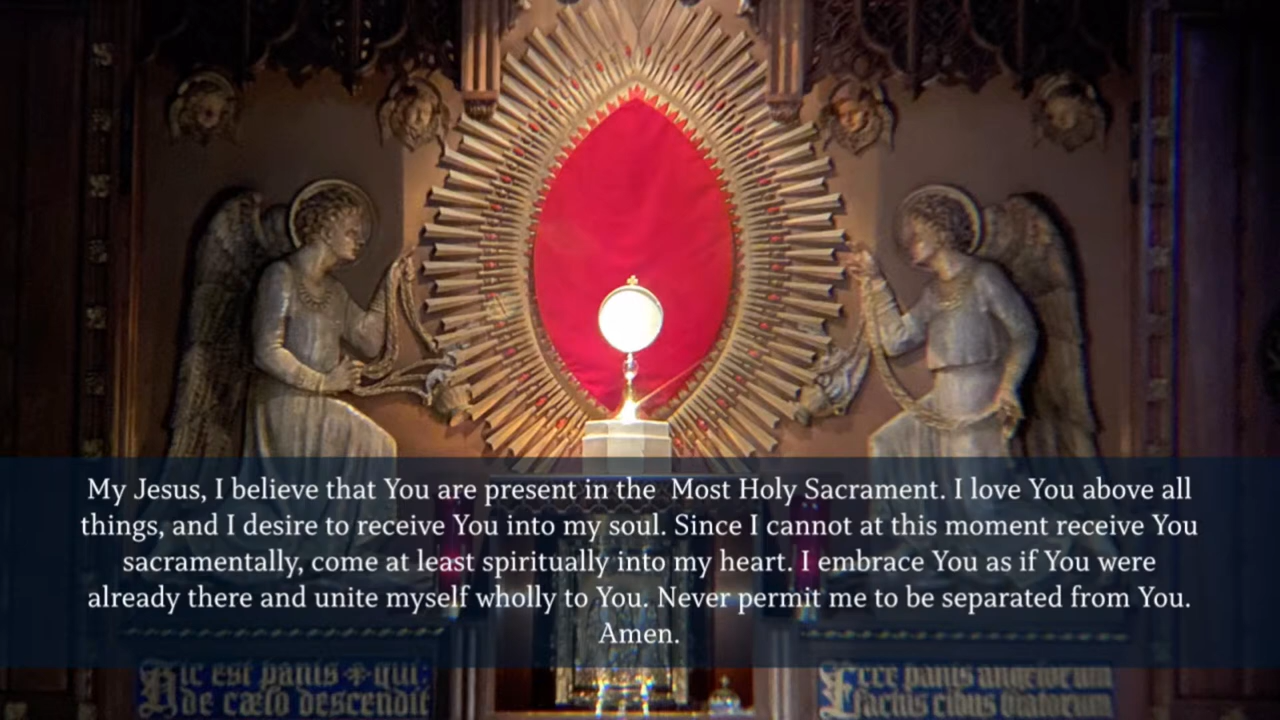 My Jesus, I believe that You are present in the  Most Holy Sacrament. I love You above all
things, and I desire to receive You into my soul. Since I cannot at this moment receive You
sacramentally, come at least spiritually into my heart. I embrace You as if You were
already there and unite myself wholly to You. Never permit me to be separated from You.
Amen.
Hic est panis qui:
de cælo descendit
Ecce panis angelorum
factus cibus viatorum